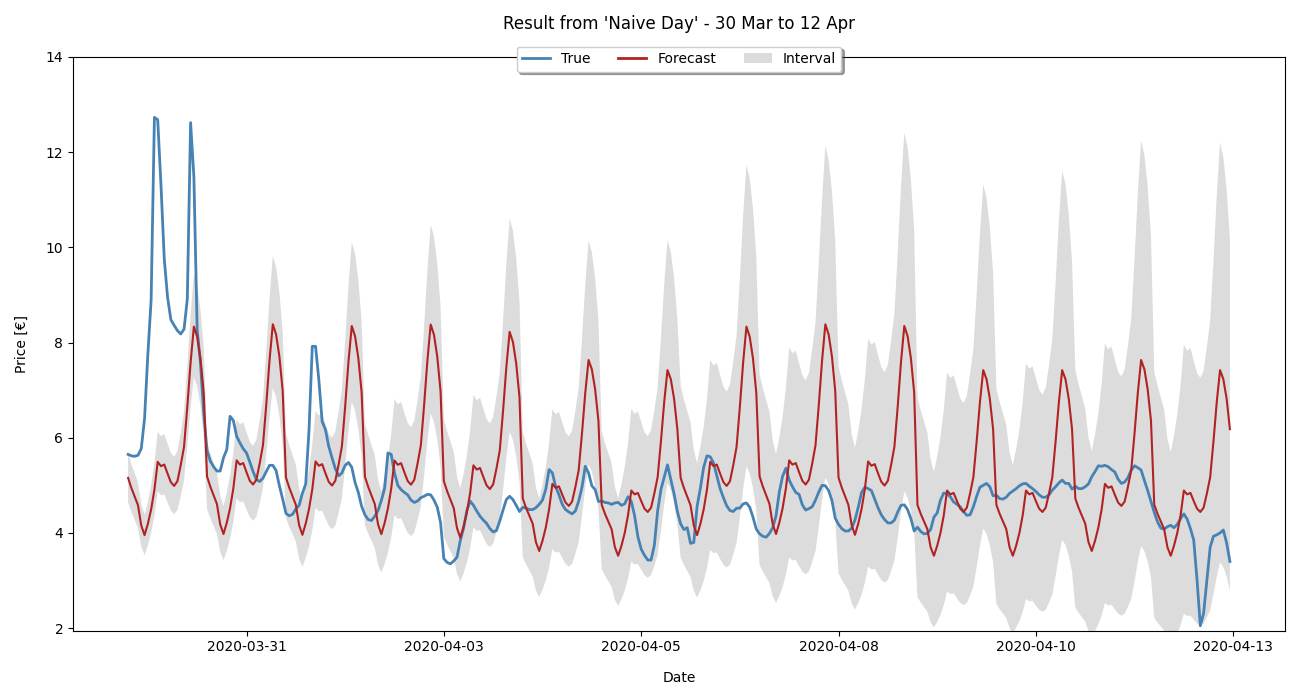 Result from 'Naive Day' - 30 Mar to 12 Apr
True Forecast Interval
14
12
10
8
6
4
2
Price [€]
2020-03-31 2020-04-03 2020-04-05 2020-04-08 2020-04-10 2020-04-13
Date